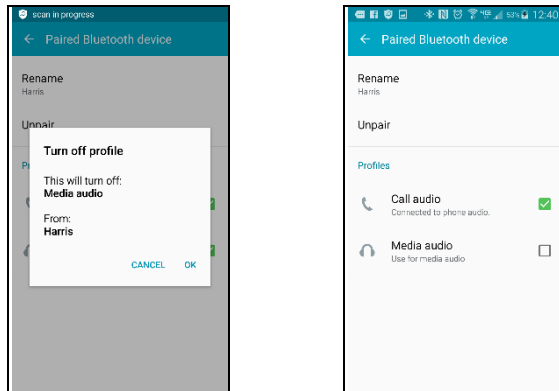 scan in progress
Paired Bluetooth device
Rename
Harris
Unpair
Turn off profile
This will turn off:
Media audio
From:
Harris
CANCEL OK
53% 12:40
Paired Bluetooth device
Rename
Harris
Unpair
Profiles
Call audio
Connected to phone audio.
Media audio
Use for media audio